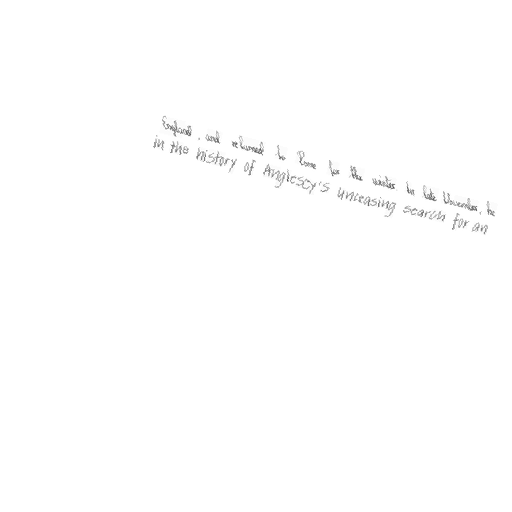 England, and returned to Rome for the winter in late November, he
in the history of Anglesey's unceasing search for an